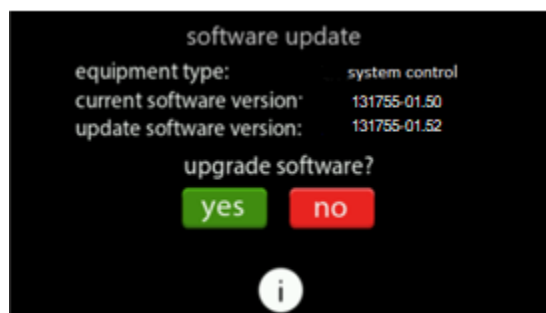 software update
equipment type: system control
current software version: 131755-01.50
update software version: 131755-01.52
upgrade software?
yes no
i